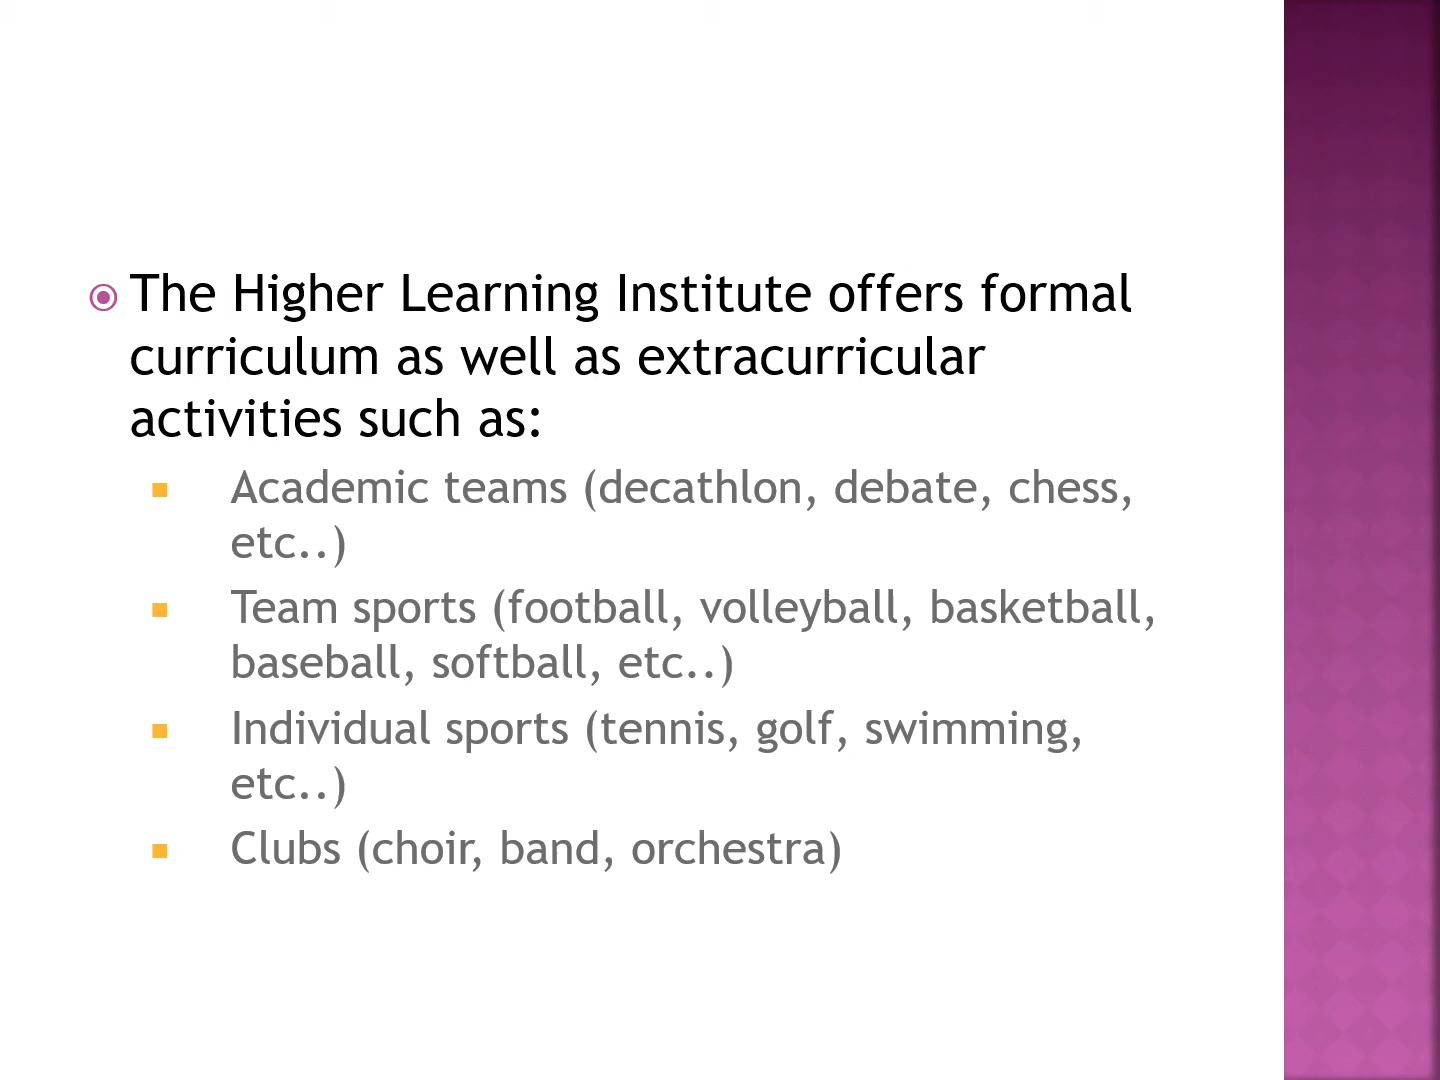 The Higher Learning Institute offers formal
curriculum as well as extracurricular
activities such as:
Academic teams (decathlon, debate, chess,
etc..)
Team sports (football, volleyball, basketball,
baseball, softball, etc..)
Individual sports (tennis, golf, swimming,
etc..)
Clubs (choir, band, orchestra)